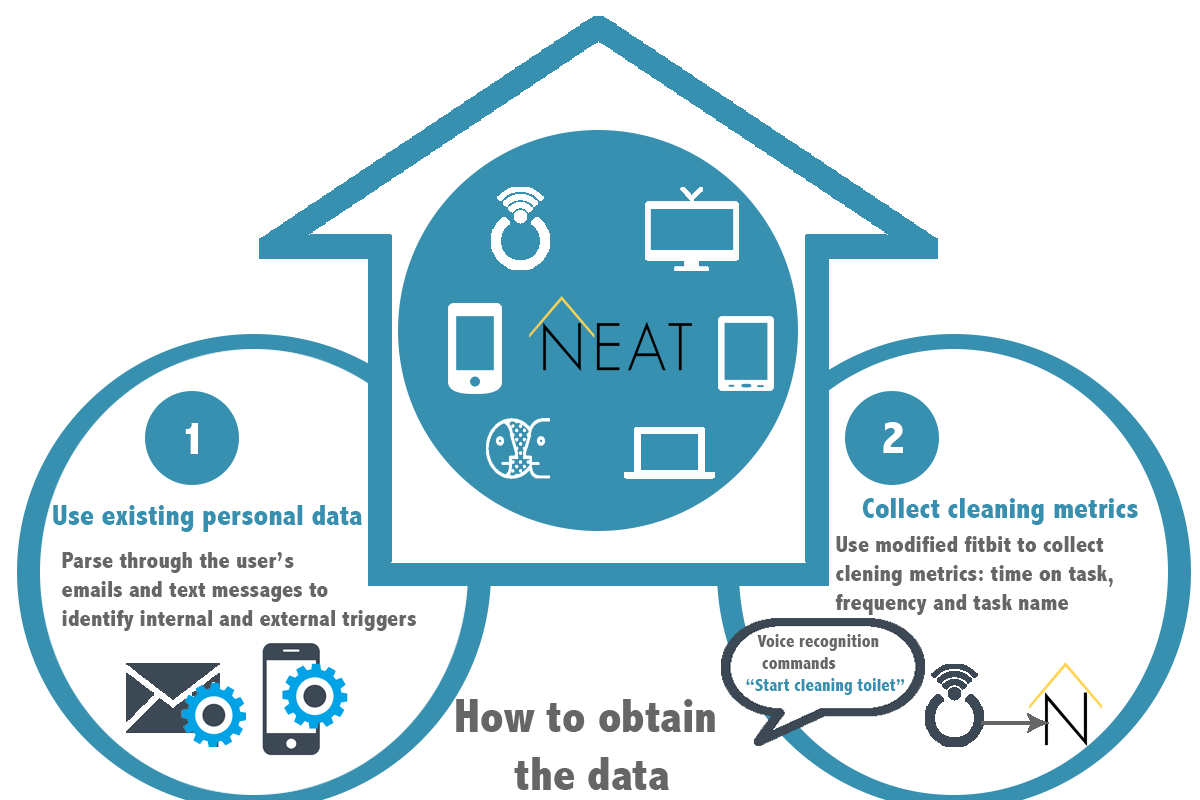 NEAT
1
Use existing personal data
Parse through the user's
emails and text messages to
identify internal and external triggers
2
Collect cleaning metrics
Use modified fitbit to collect
clening metrics: time on task,
frequency and task name
Voice recognition
commands
“Start cleaning toilet”
N
How to obtain
the data